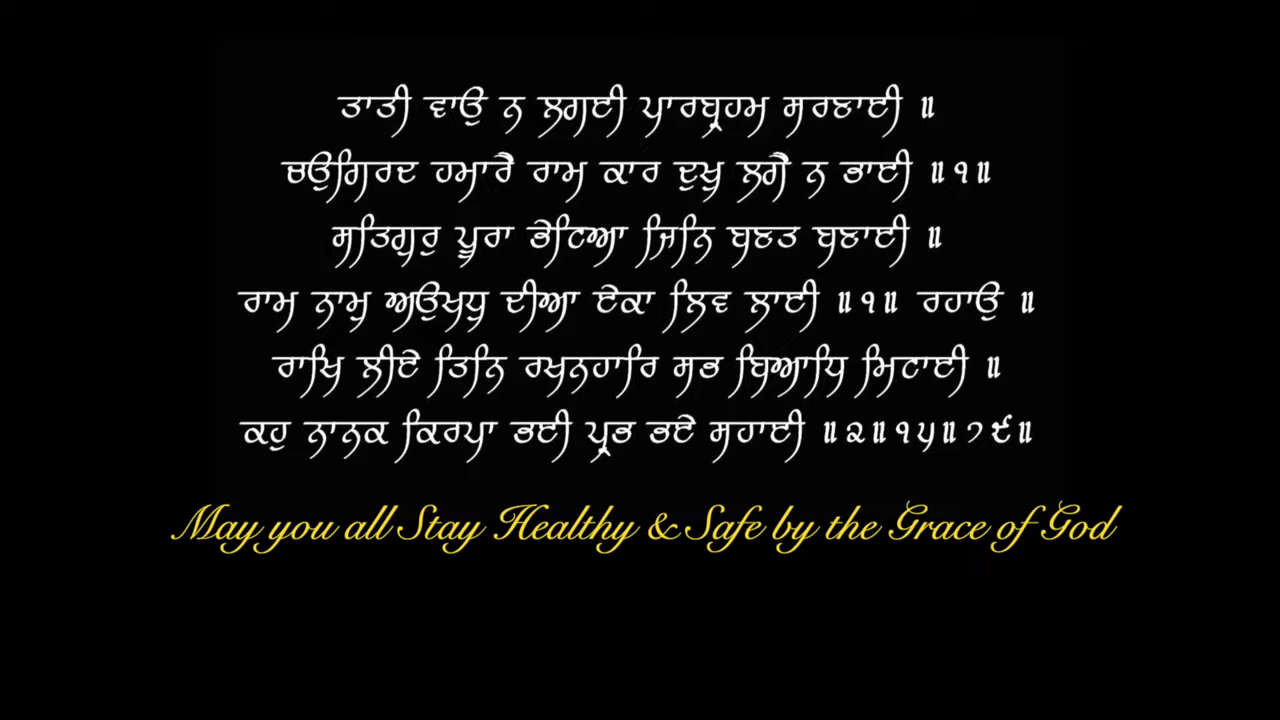 ਤਾਤੀ ਵਾਉ ਨ ਲਗਈ ਪਾਰਬ੍ਰਹਮ ਸਰਣਾਈ ॥
ਚਉਗਿਰਦ ਹਮਾਰੈ ਰਾਮ ਕਾਰ ਦੁਖੁ ਲਗੈ ਨ ਭਾਈ ॥੧॥
ਸਤਿਗੁਰੁ ਪੂਰਾ ਭੇਟਿਆ ਜਿਨਿ ਬਣਤ ਬਣਾਈ ॥
ਰਾਮ ਨਾਮੁ ਅਉਖਧੁ ਦੀਆ ਏਕਾ ਲਿਵ ਲਾਈ ॥੧॥ ਰਹਾਉ ॥
ਰਾਖਿ ਲੀਏ ਤਿਨਿ ਰਖਨਹਾਰਿ ਸਭ ਬਿਆਧਿ ਮਿਟਾਈ ॥
ਕਹੁ ਨਾਨਕ ਕਿਰਪਾ ਭਈ ਪ੍ਰਭ ਭਏ ਸਹਾਈ ॥੨॥੧੫॥੭੯॥
May you all Stay Healthy & Safe by the Grace of God